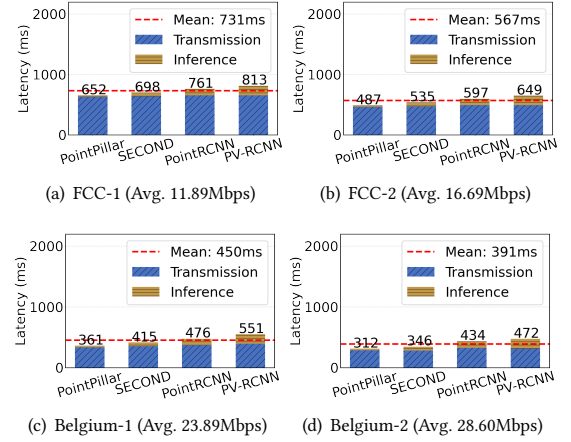 2000
1000
0
Latency (ms)
Mean: 731ms
Transmission
Inference
652 698 761 813
PointPillar SECOND PointRCNN PV-RCNN
(a) FCC-1 (Avg. 11.89Mbps)
2000
1000
0
Latency (ms)
Mean: 567ms
Transmission
Inference
487 535 597 649
PointPillar SECOND PointRCNN PV-RCNN
(b) FCC-2 (Avg. 16.69Mbps)
2000
1000
0
Latency (ms)
Mean: 450ms
Transmission
Inference
361 415 476 551
PointPillar SECOND PointRCNN PV-RCNN
(c) Belgium-1 (Avg. 23.89Mbps)
2000
1000
0
Latency (ms)
Mean: 391ms
Transmission
Inference
312 346 434 472
PointPillar SECOND PointRCNN PV-RCNN
(d) Belgium-2 (Avg. 28.60Mbps)